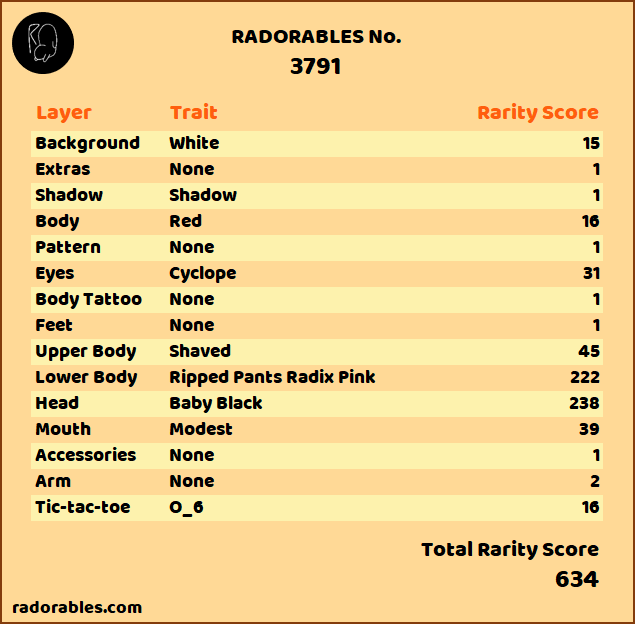 RADORABLES No.
3791
Layer Trait Rarity Score
Background White 15
Extras None 1
Shadow Shadow 1
Body Red 16
Pattern None 1
Eyes Cyclope 31
Body Tattoo None 1
Feet None 1
Upper Body Shaved 45
Lower Body Ripped Pants Radix Pink 222
Head Baby Black 238
Mouth Modest 39
Accessories None 1
Arm None 2
Tic-tac-toe O_6 16
Total Rarity Score
634
radorables.com